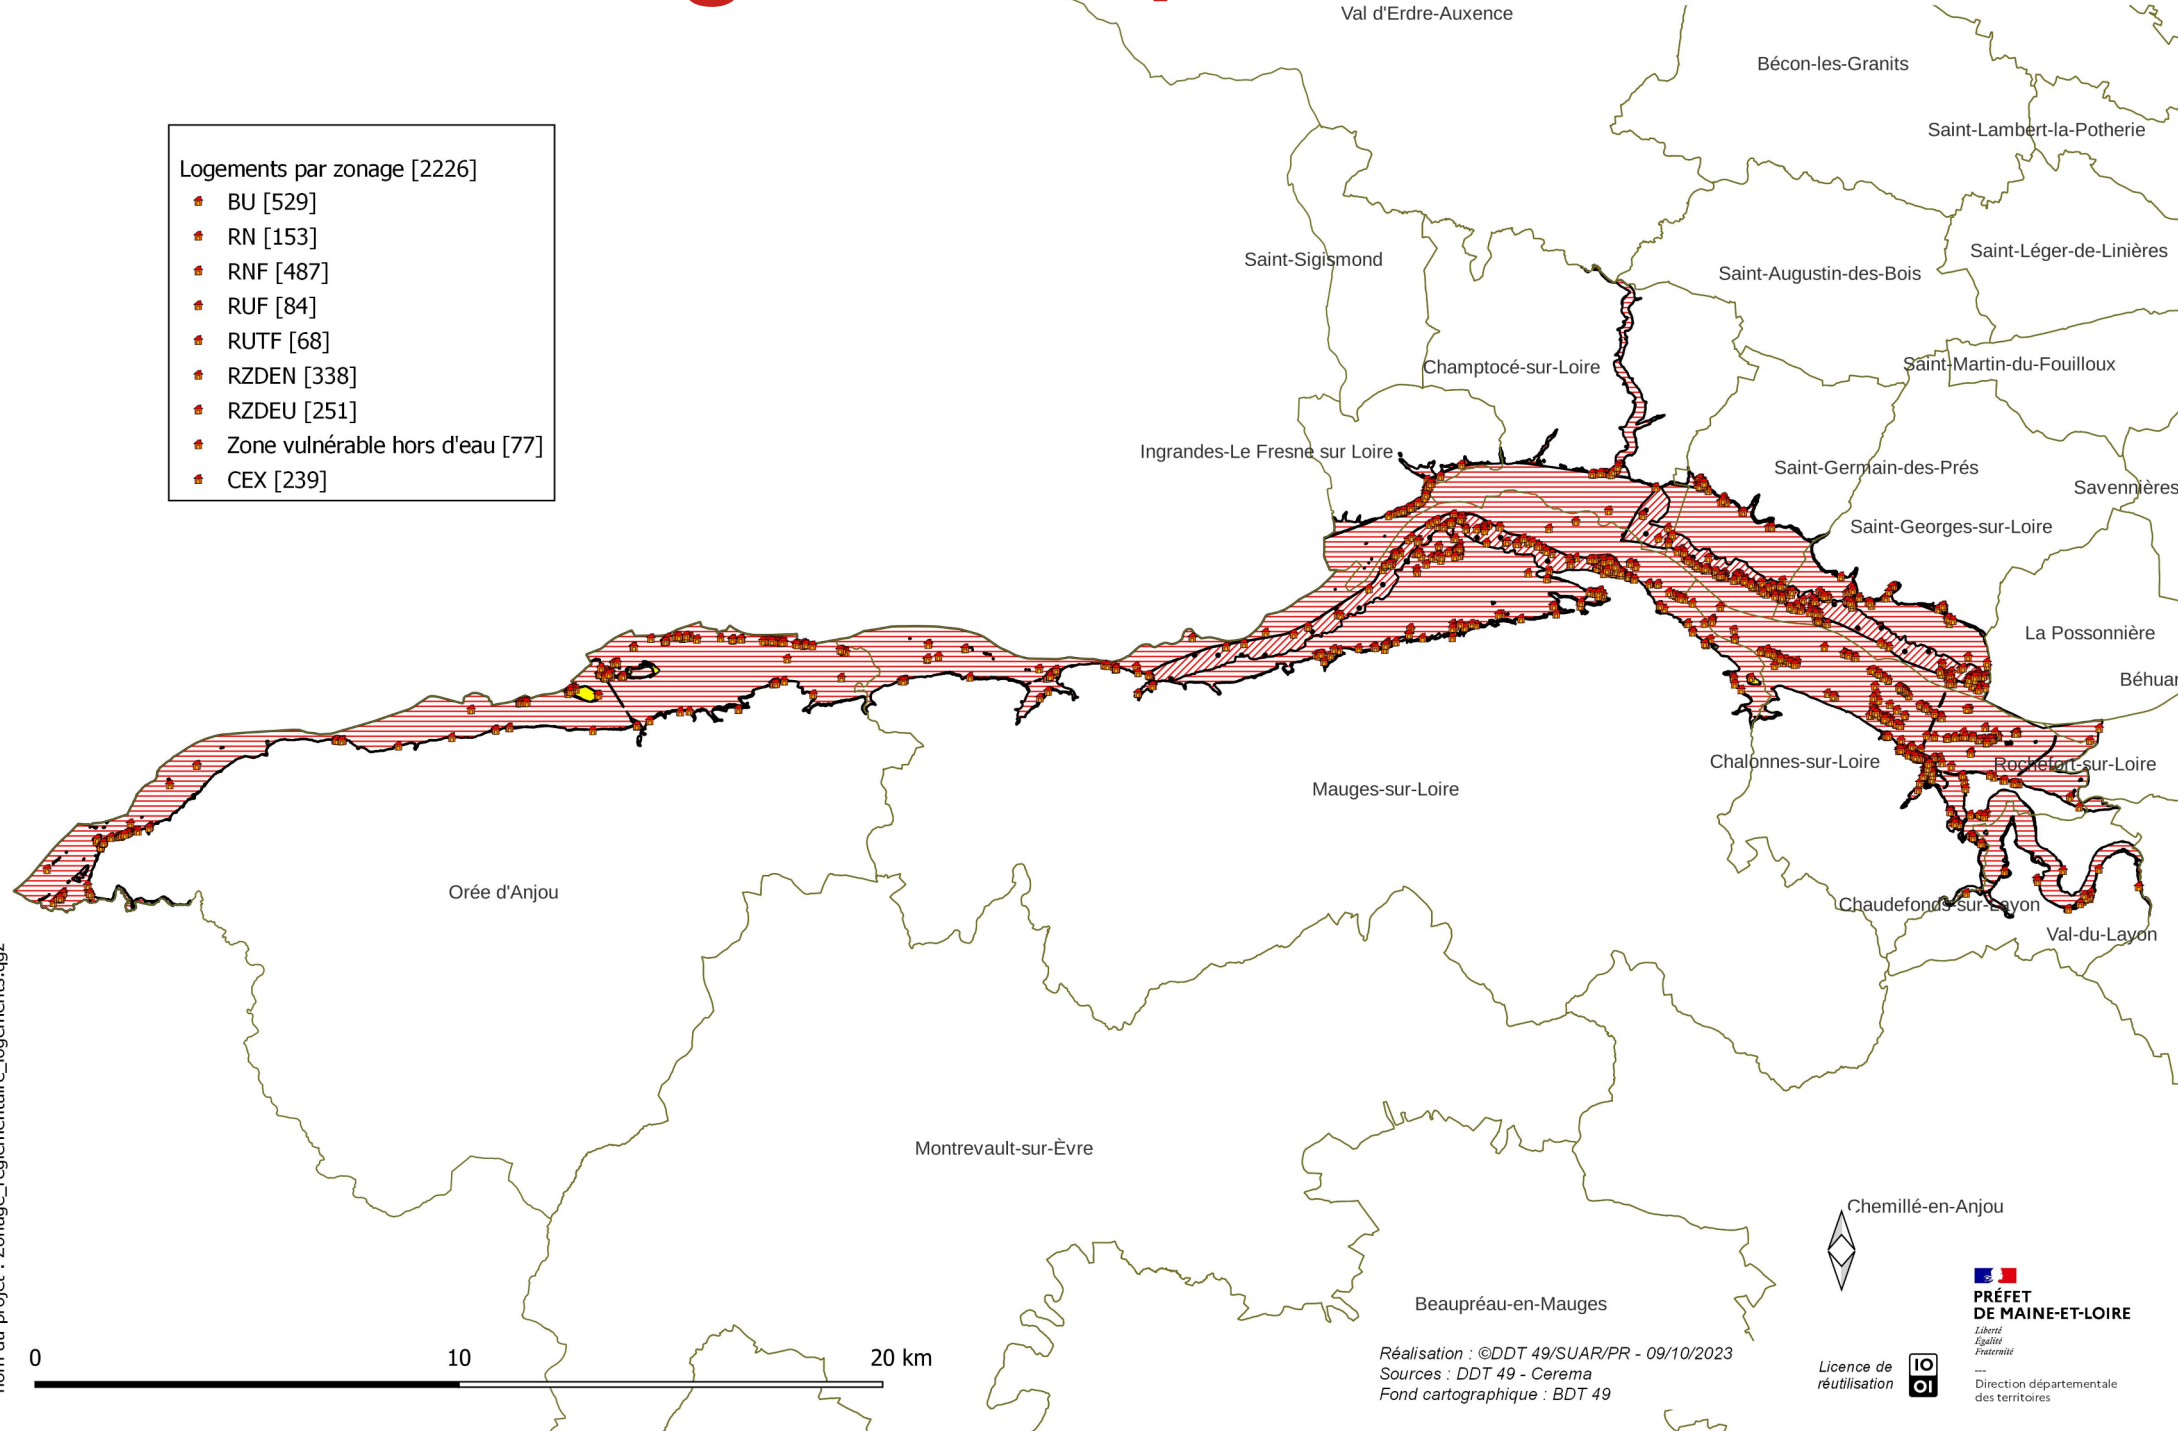 Val d'Erdre-Auxence
Bécon-les-Granits
Saint-Lambert-la-Potherie
Logements par zonage [2226]
BU [529]
RN [153]
RNF [487]
RUF [84]
RUTF [68]
RZDEN [338]
RZDEU [251]
Zone vulnérable hors d'eau [77]
CEX [239]
Saint-Sigismond
Saint-Augustin-des-Bois
Saint-Léger-de-Linières
Champtocé-sur-Loire
Saint-Martin-du-Fouilloux
Ingrandes-Le Fresne sur Loire
Saint-Germain-des-Prés
Savennières
Saint-Georges-sur-Loire
La Possonnière
Béhuar
Chalonnes-sur-Loire
Rochefort-sur-Loire
Mauges-sur-Loire
Orée d'Anjou
Chaudefonds-sur-Layon
Val-du-Layon
Montrevault-sur-Èvre
Chemillé-en-Anjou
Beaupréau-en-Mauges
0 10 20 km
Réalisation : ©DDT 49/SUAR/PR - 09/10/2023
Sources : DDT 49 - Cerema
Fond cartographique : BDT 49
Licence de
réutilisation
IO
OI
PRÉFET
DE MAINE-ET-LOIRE
Liberté
Égalité
Fraternité
---
Direction départementale
des territoires